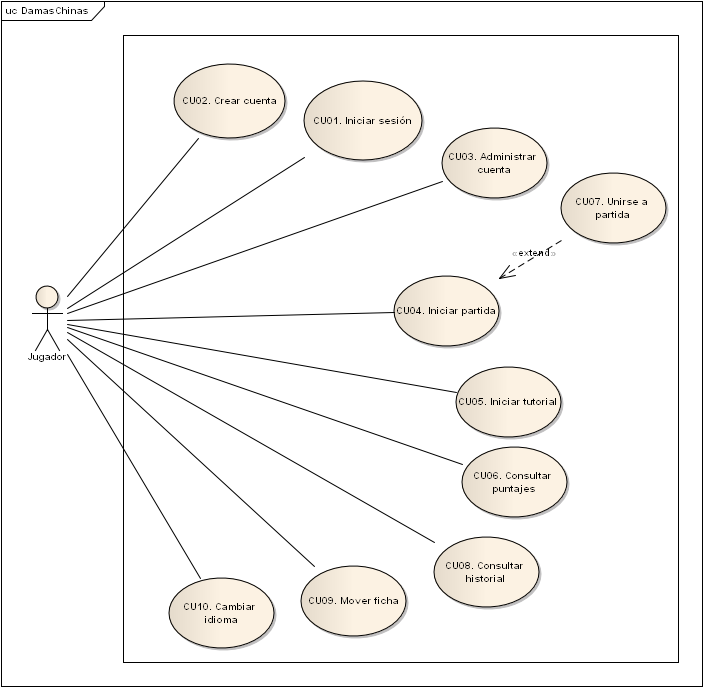 uc DamasChinas
CU02. Crear cuenta
CU01. Iniciar sesión
CU03. Administrar
cuenta
CU07. Unirse a
partida
«extend»
CU04. Iniciar partida
Jugador
CU05. Iniciar tutorial
CU06. Consultar
puntajes
CU08. Consultar
historial
CU09. Mover ficha
CU10. Cambiar
idioma